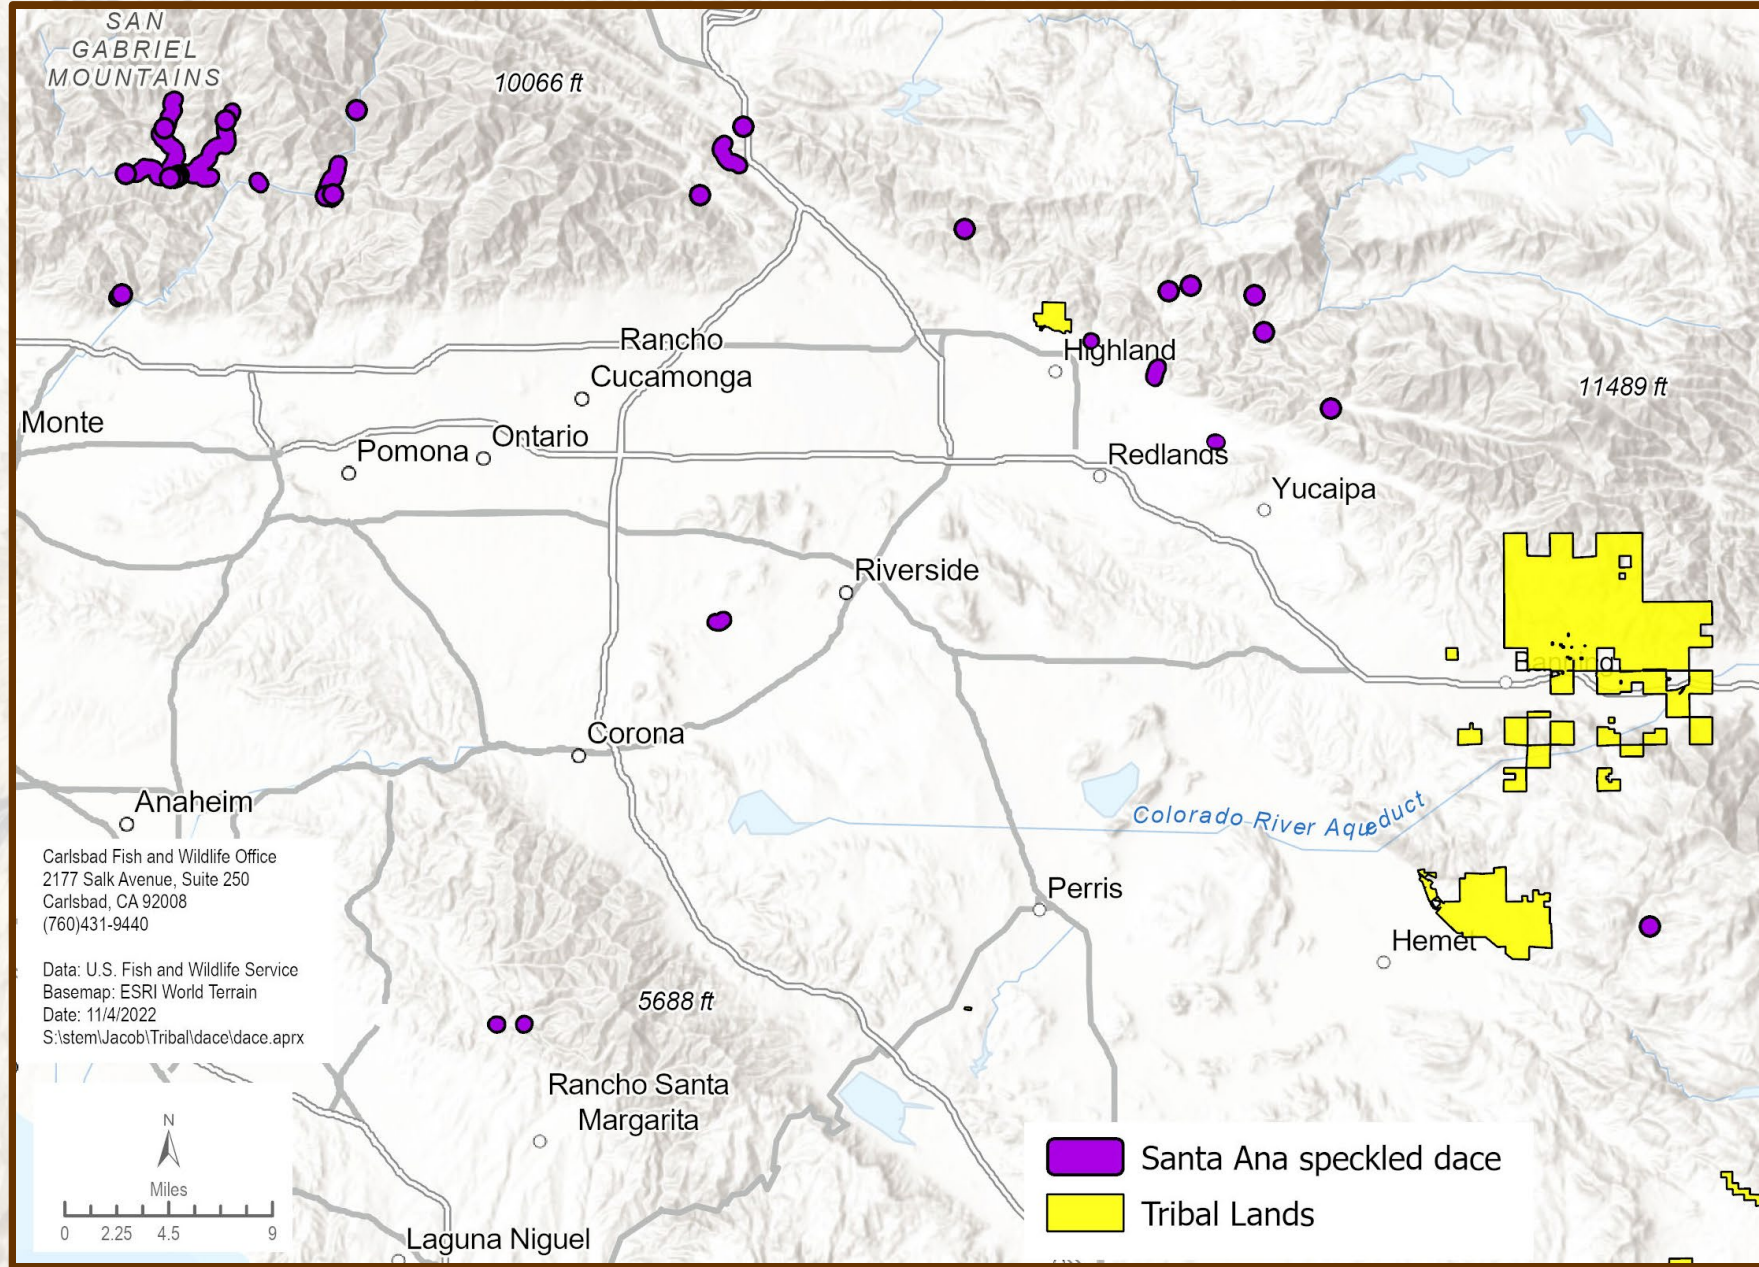 SAN
GABRIEL
MOUNTAINS
10066 ft
Rancho
Cucamonga
Highland
11489 ft
Monte
Pomona
Ontario
Redlands
Yucaipa
Riverside
Banning
Corona
Anaheim
Colorado River Aqueduct
Perris
Hemet
5688 ft
Rancho Santa
Margarita
Laguna Niguel
Carlsbad Fish and Wildlife Office
2177 Salk Avenue, Suite 250
Carlsbad, CA 92008
(760)431-9440
Data: U.S. Fish and Wildlife Service
Basemap: ESRI World Terrain
Date: 11/4/2022
S:\stem\Jacob\Tribal\dace\dace.aprx
N
Miles
0 2.25 4.5 9
Santa Ana speckled dace
Tribal Lands